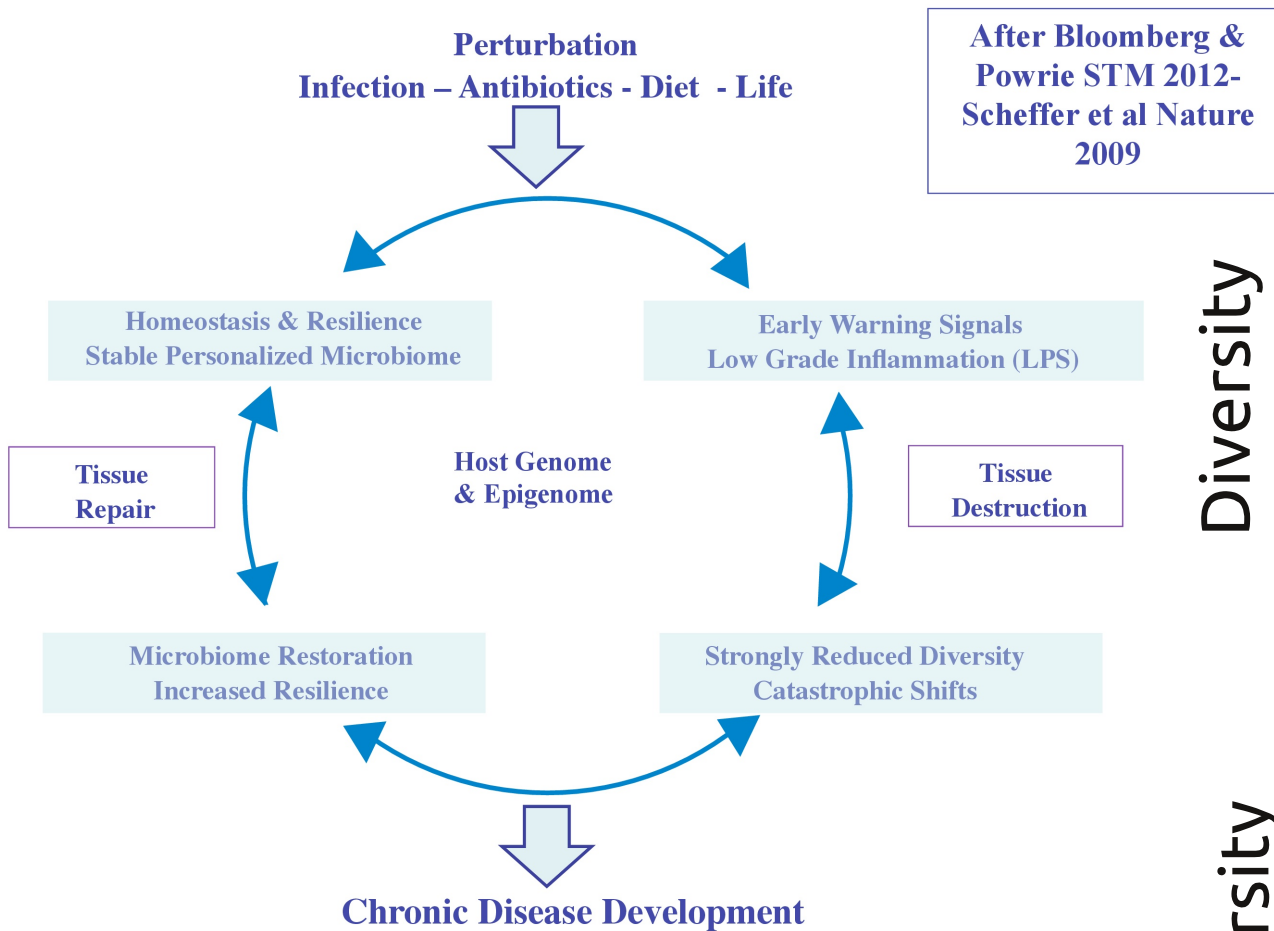 Perturbation
Infection – Antibiotics - Diet  - Life
After Bloomberg &
Powrie STM 2012-
Scheffer et al Nature
2009
Homeostasis & Resilience
Stable Personalized Microbiome
Early Warning Signals
Low Grade Inflammation (LPS)
Diversity
Tissue
Repair
Host Genome
& Epigenome
Tissue
Destruction
Microbiome Restoration
Increased Resilience
Strongly Reduced Diversity
Catastrophic Shifts
rsity
Chronic Disease Development